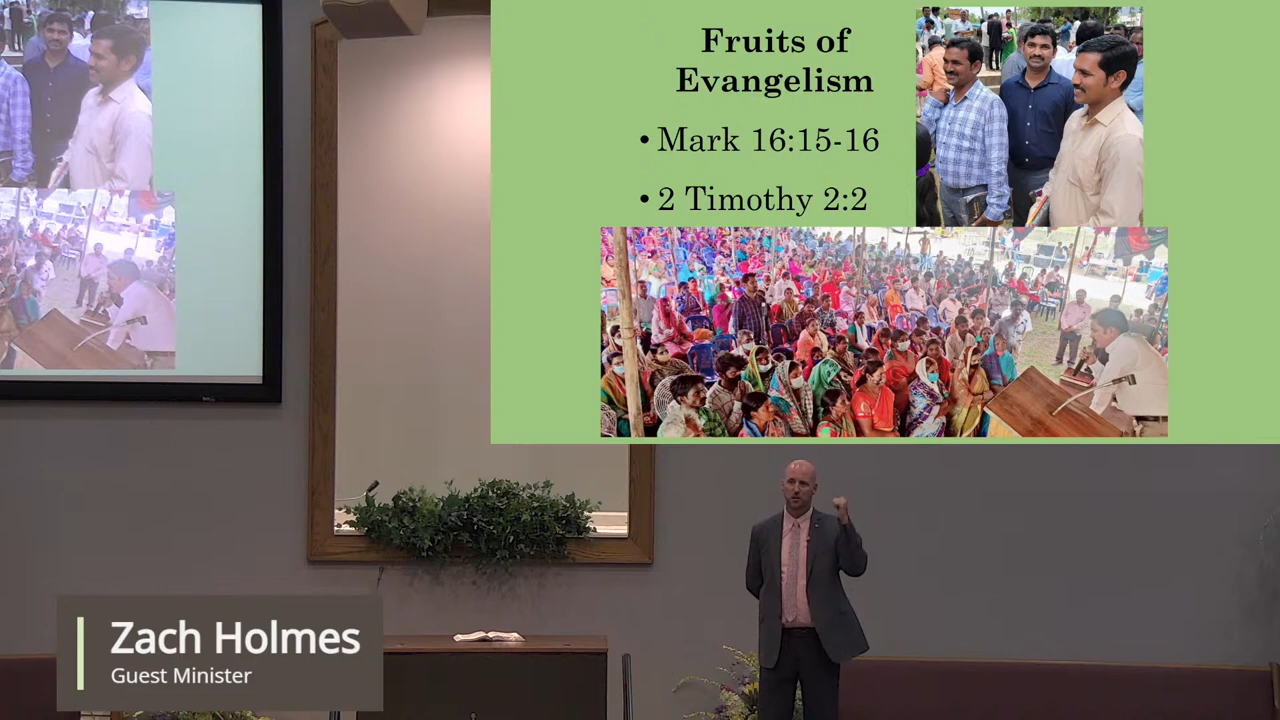 Fruits of
Evangelism
• Mark 16:15-16
• 2 Timothy 2:2
Zach Holmes
Guest Minister